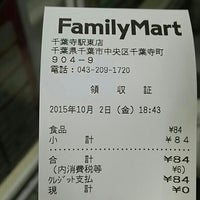 FamilyMart
千葉寺駅東店
千葉県千葉市中央区千葉寺町
904-9
電話：043-209-1720
領 収 証
2015年10月 2日（金）18:43
食品 ¥84
小 計 ¥84
合 計 ¥84
（内消費税等 ¥6）
クレジット支払 ¥84
現 計 ¥0